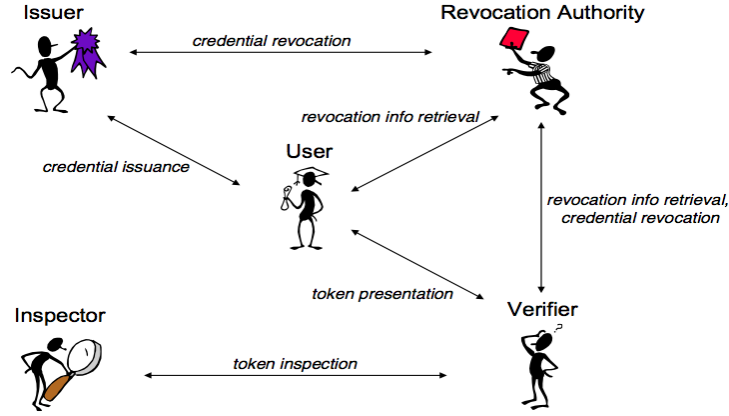 Issuer
Revocation Authority
credential revocation
revocation info retrieval
User
credential issuance
revocation info retrieval,
credential revocation
token presentation
Inspector
Verifier
?
token inspection